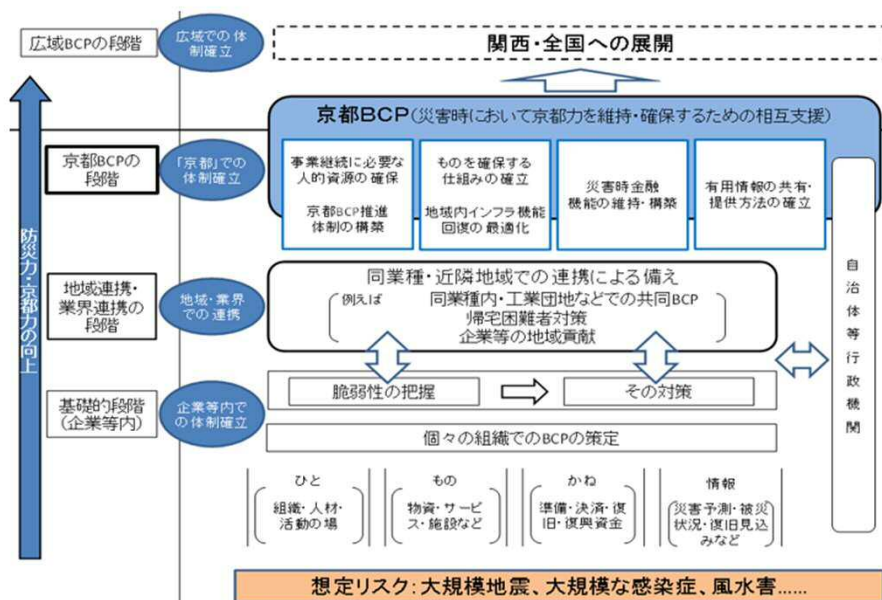 広域BCPの段階
広域での体
制確立
関西・全国への展開
京都BCP(災害時において京都力を維持・確保するための相互支援)
京都BCPの
段階
「京都」での
体制確立
事業継続に必要な
人的資源の確保
京都BCP推進
体制の構築
ものを確保する
仕組みの確立
地域内インフラ機能
回復の最適化
災害時金融
機能の維持・構築
有用情報の共有・
提供方法の確立
防災力・京都力の向上
地域連携・
業界連携の
段階
地域・業界
での連携
同業種・近隣地域での連携による備え
例えば
同業種内・工業団地などでの共同BCP
帰宅困難者対策
企業等の地域貢献
自治体等行政機関
基礎的段階
(企業等内)
企業等内で
の体制確立
脆弱性の把握
その対策
個々の組織でのBCPの策定
ひと
組織・人材・
活動の場
もの
物資・サービ
ス・施設など
かね
準備・決済・復
旧・復興資金
情報
災害予測・被災
状況・復旧見込
みなど
想定リスク:大規模地震、大規模な感染症、風水害……